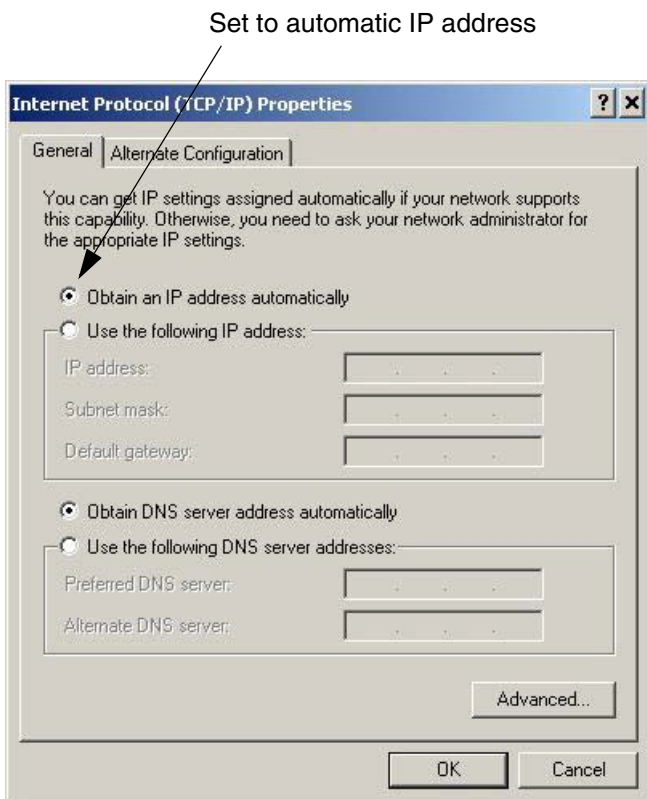 Set to automatic IP address
Internet Protocol (TCP/IP) Properties
General
Alternate Configuration
You can get IP settings assigned automatically if your network supports
this capability. Otherwise, you need to ask your network administrator for
the appropriate IP settings.
Obtain an IP address automatically
Use the following IP address:
IP address:
Subnet mask:
Default gateway:
Obtain DNS server address automatically
Use the following DNS server addresses:
Preferred DNS server:
Alternate DNS server:
Advanced...
OK
Cancel